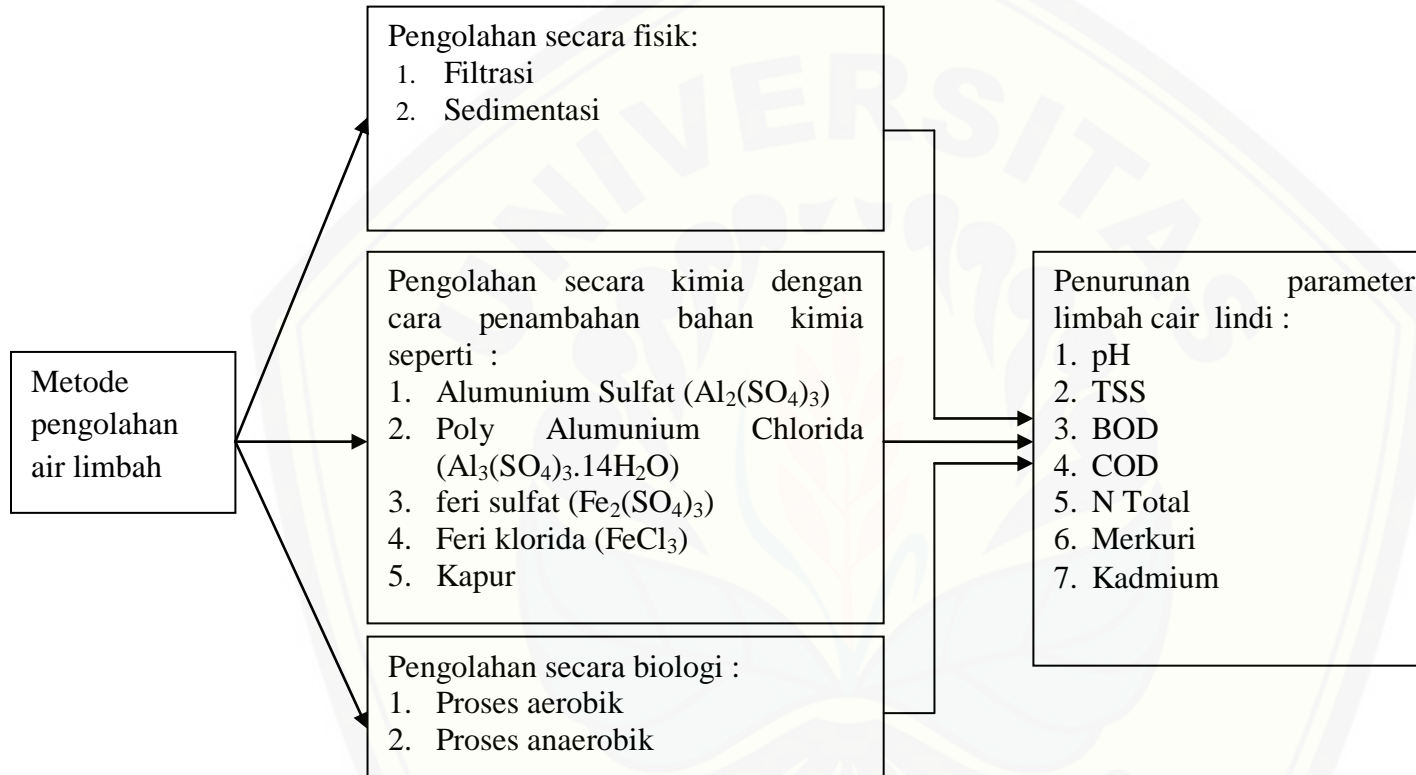 Pengolahan secara fisik:
1. Filtrasi
2. Sedimentasi
Metode
pengolahan
air limbah
Pengolahan secara kimia dengan
cara penambahan bahan kimia
seperti :
1. Alumunium Sulfat (Al₂(SO₄)₃)
2. Poly Alumunium Chlorida
(Al₃(SO₄)₃.14H₂O)
3. feri sulfat (Fe₂(SO₄)₃)
4. Feri klorida (FeCl₃)
5. Kapur
Pengolahan secara biologi :
1. Proses aerobik
2. Proses anaerobik
Penurunan parameter
limbah cair lindi :
1. pH
2. TSS
3. BOD
4. COD
5. N Total
6. Merkuri
7. Kadmium
UNIVERSITAS